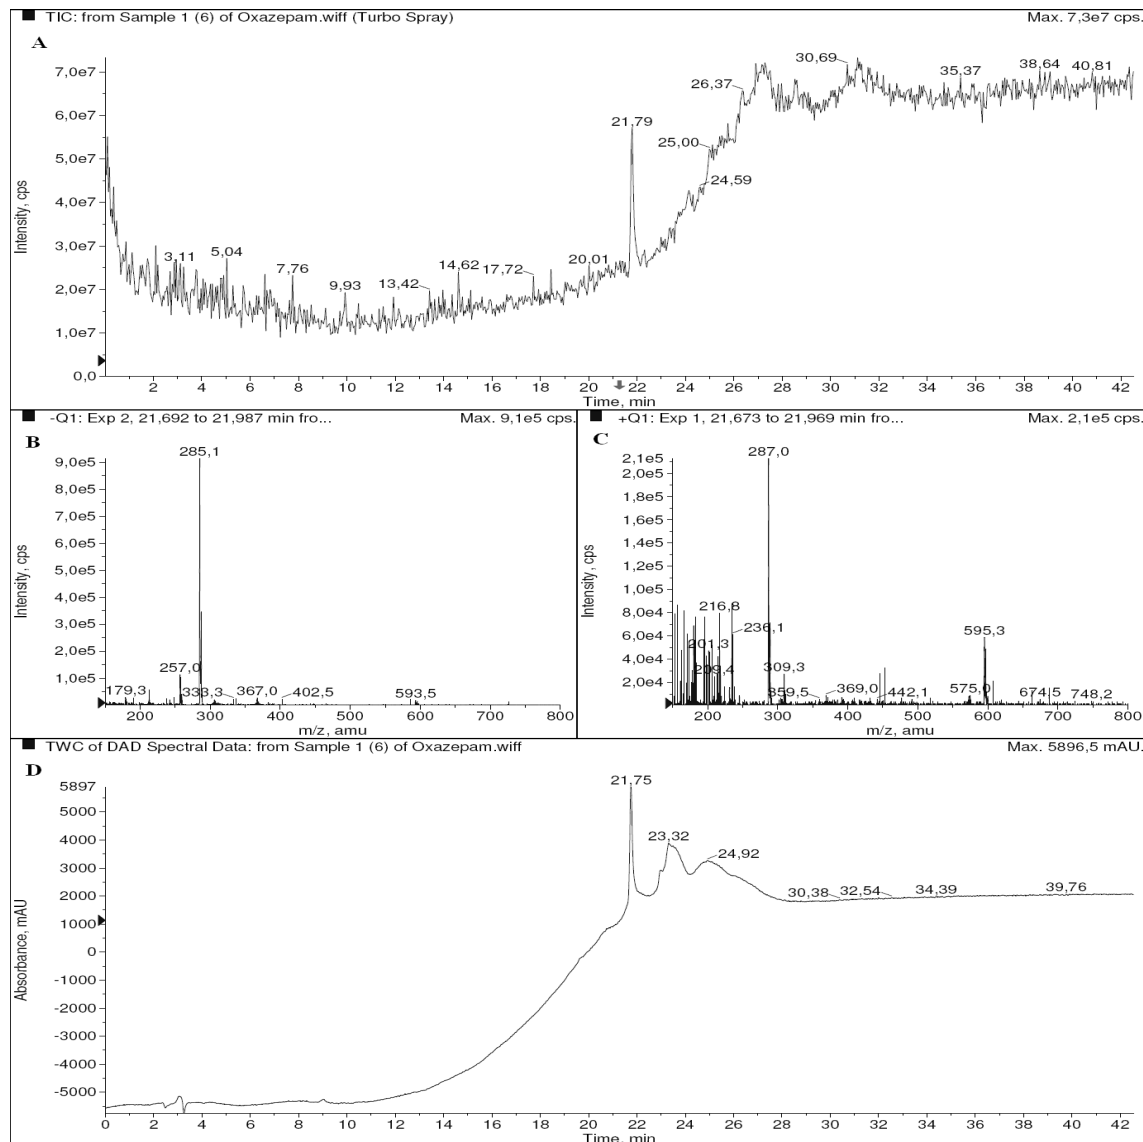 TIC: from Sample 1 (6) of Oxazepam.wiff (Turbo Spray) Max. 7,3e7 cps.
A
7,0e7
6,0e7
5,0e7
4,0e7
3,0e7
2,0e7
1,0e7
0,0
Intensity, cps
3,11 5,04 7,76 9,93 13,42 14,62 17,72 20,01 21,79 24,59 25,00 26,37 30,69 35,37 38,64 40,81
2 4 6 8 10 12 14 16 18 20 22 24 26 28 30 32 34 36 38 40 42
Time, min
-Q1: Exp 2, 21,692 to 21,987 min fro... Max. 9,1e5 cps.
B
9,0e5
8,0e5
7,0e5
6,0e5
5,0e5
4,0e5
3,0e5
2,0e5
1,0e5
Intensity, cps
285,1
257,0
179,3 333,3 367,0 402,5 593,5
200 300 400 500 600 700 800
m/z, amu
+Q1: Exp 1, 21,673 to 21,969 min fro... Max. 2,1e5 cps.
C
2,1e5
2,0e5
1,8e5
1,6e5
1,4e5
1,2e5
1,0e5
8,0e4
6,0e4
4,0e4
2,0e4
Intensity, cps
287,0
216,8
236,1 595,3
201,3
209,4 309,3
359,5 369,0 442,1 575,0 674,5 748,2
200 300 400 500 600 700 800
m/z, amu
TWC of DAD Spectral Data: from Sample 1 (6) of Oxazepam.wiff Max. 5896,5 mAU.
D
5897
5000
4000
3000
2000
1000
0
-1000
-2000
-3000
-4000
-5000
Absorbance, mAU
21,75
23,32
24,92
30,38 32,54 34,39 39,76
0 2 4 6 8 10 12 14 16 18 20 22 24 26 28 30 32 34 36 38 40 42
Time, min